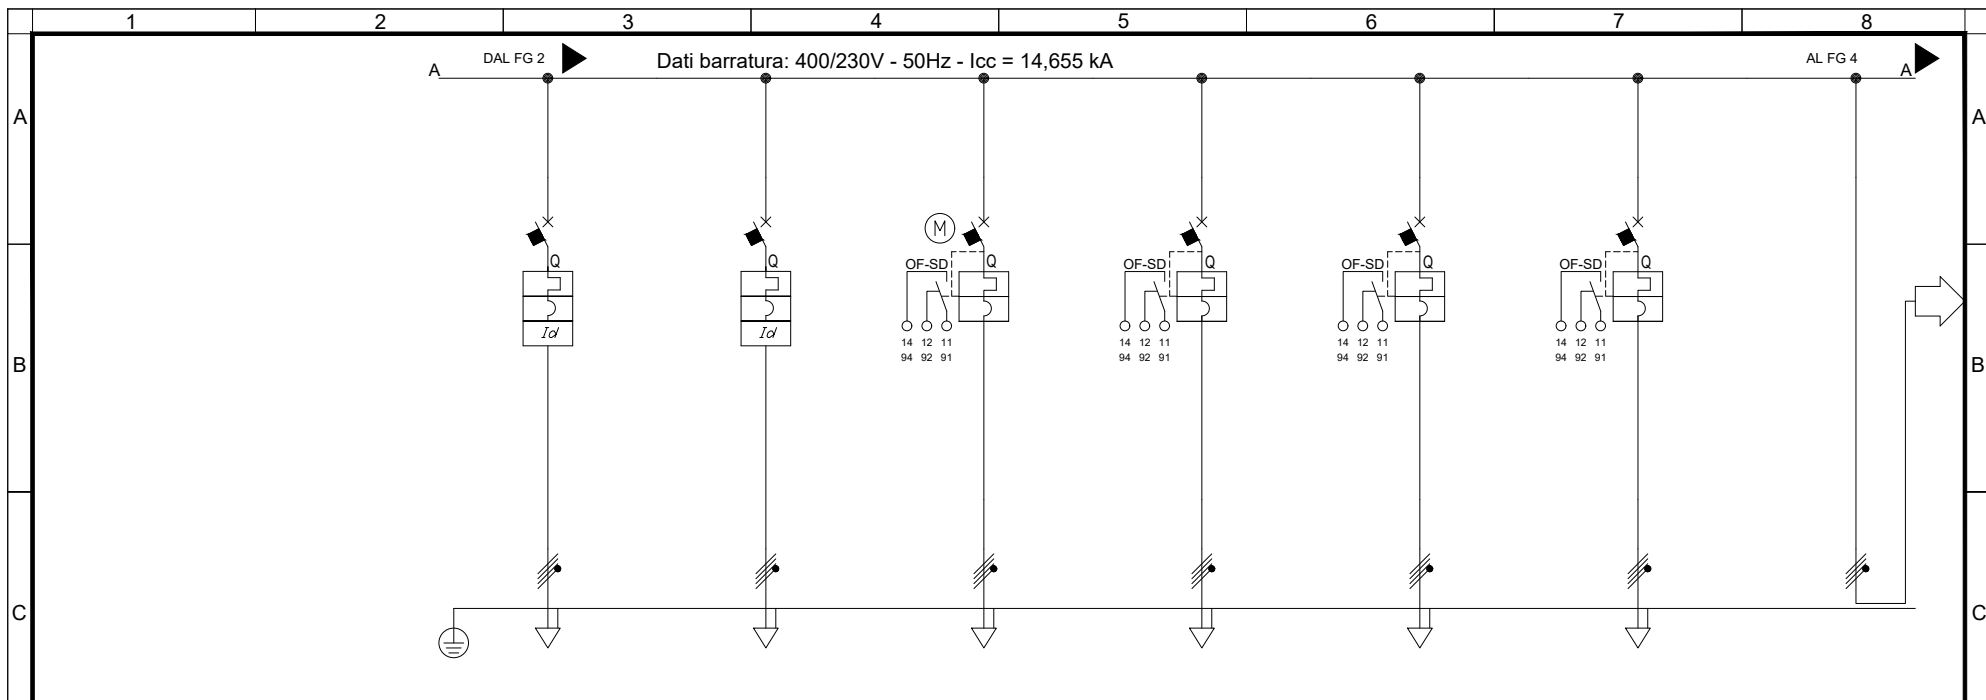 1 2 3 4 5 6 7 8
DAL FG 2 Dati barratura: 400/230V - 50Hz - Icc = 14,655 kA AL FG 4
A A
A A
M
Q Q OF-SD Q OF-SD Q OF-SD Q OF-SD Q
Id Id
14 12 11 14 12 11 14 12 11 14 12 11
94 92 91 94 92 91 94 92 91 94 92 91
B B
C C